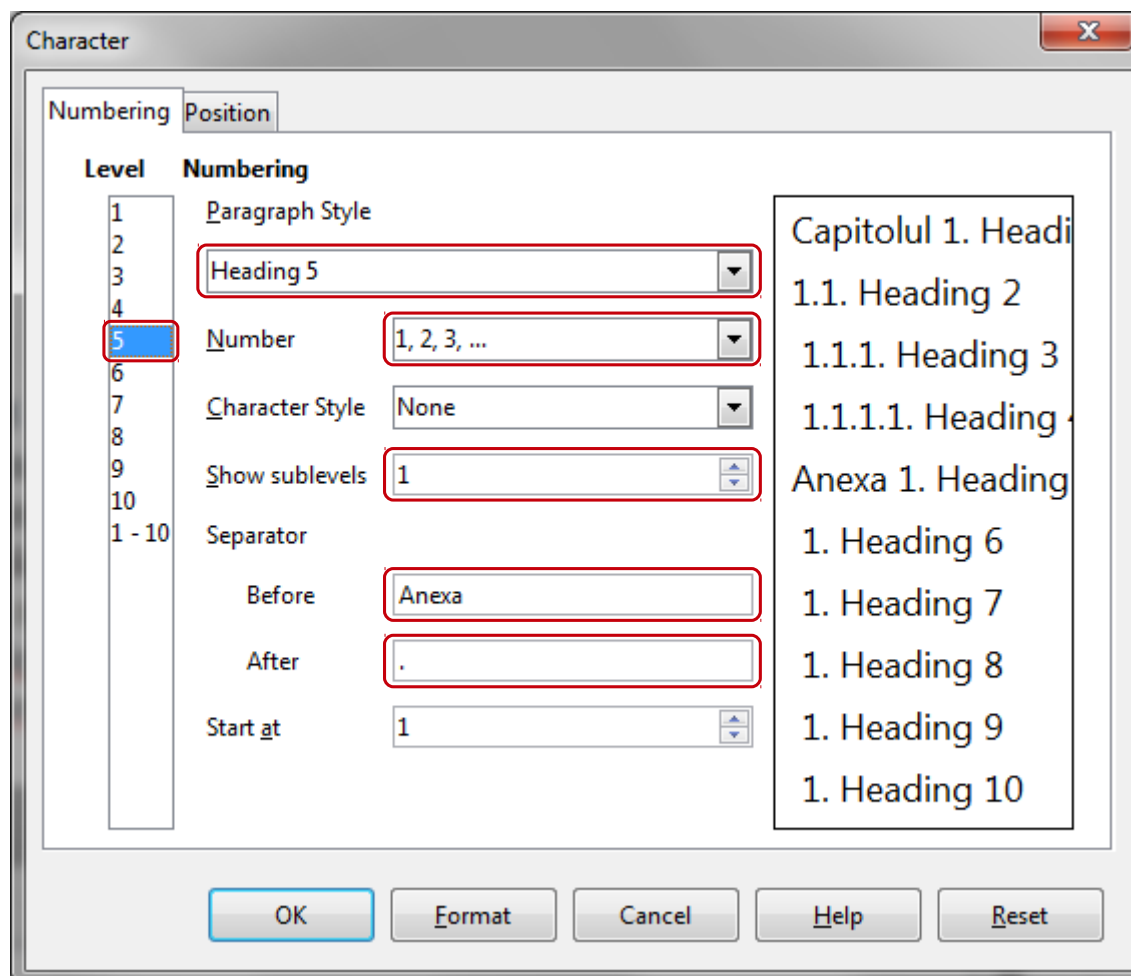 Character
Numbering Position
Level Numbering
1
2
3
4
5
6
7
8
9
10
1 - 10
Paragraph Style
Heading 5
Number 1, 2, 3, ...
Character Style None
Show sublevels 1
Separator
Before Anexa
After .
Start at 1
Capitolul 1. Headi
1.1. Heading 2
1.1.1. Heading 3
1.1.1.1. Heading
Anexa 1. Heading
1. Heading 6
1. Heading 7
1. Heading 8
1. Heading 9
1. Heading 10
OK Format Cancel Help Reset